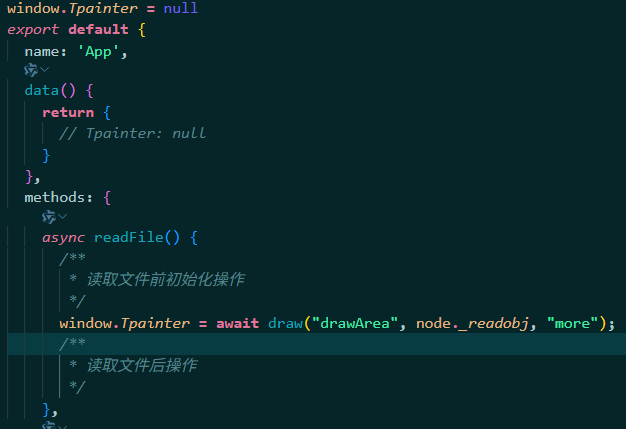 window.Tpainter = null
export default {
name: 'App',
data() {
return {
// Tpainter: null
}
},
methods: {
async readFile() {
/**
* 读取文件前初始化操作
*/
window.Tpainter = await draw("drawArea", node._readobj, "more");
/**
* 读取文件后操作
*/
},